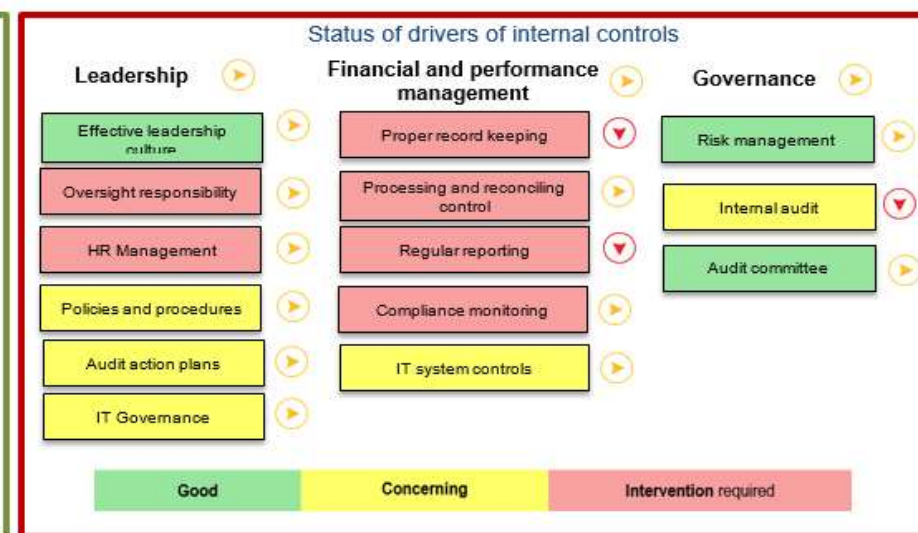 Status of drivers of internal controls
Leadership
Effective leadership
culture
Oversight responsibility
HR Management
Policies and procedures
Audit action plans
IT Governance
Financial and performance
management
Proper record keeping
Processing and reconciling
control
Regular reporting
Compliance monitoring
IT system controls
Governance
Risk management
Internal audit
Audit committee
Good
Concerning
Intervention required